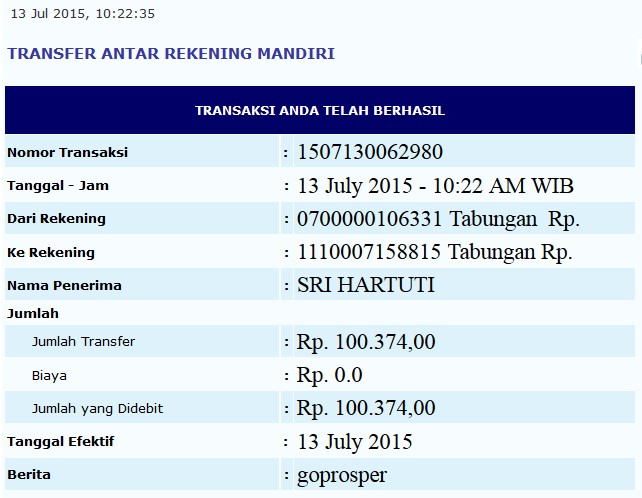 13 Jul 2015, 10:22:35
TRANSFER ANTAR REKENING MANDIRI
TRANSAKSI ANDA TELAH BERHASIL
Nomor Transaksi : 1507130062980
Tanggal - Jam : 13 July 2015 - 10:22 AM WIB
Dari Rekening : 0700000106331 Tabungan Rp.
Ke Rekening : 1110007158815 Tabungan Rp.
Nama Penerima : SRI HARTUTI
Jumlah
Jumlah Transfer : Rp. 100.374,00
Biaya : Rp. 0.0
Jumlah yang Didebit : Rp. 100.374,00
Tanggal Efektif : 13 July 2015
Berita : goprosper